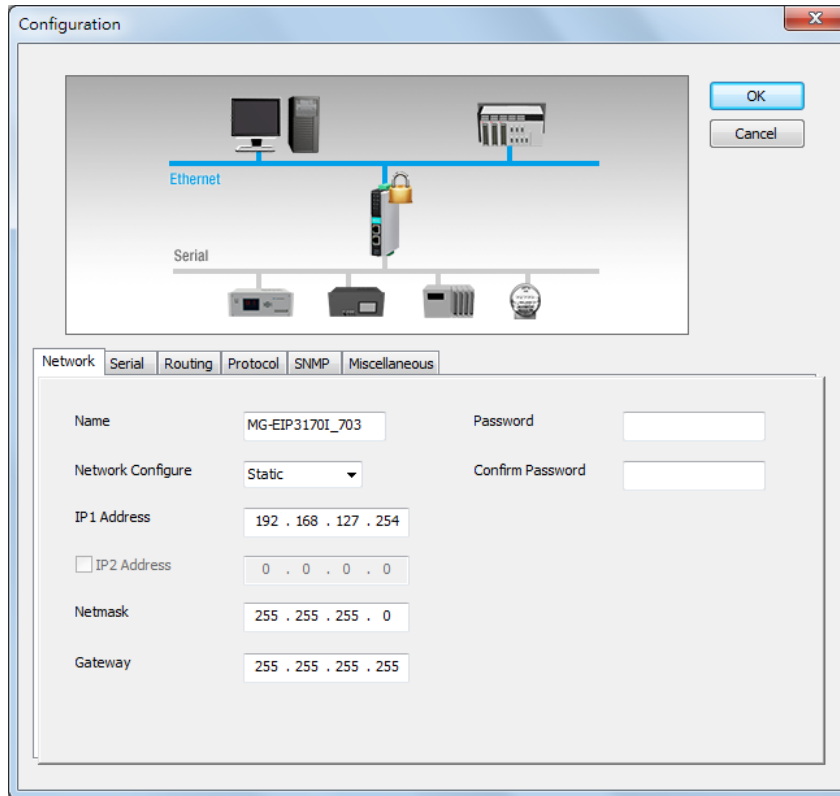 Configuration
OK
Cancel
Ethernet
Serial
Network Serial Routing Protocol SNMP Miscellaneous
Name MG-EIP3170I_703 Password
Network Configure Static Confirm Password
IP1 Address 192 . 168 . 127 . 254
IP2 Address 0 . 0 . 0 . 0
Netmask 255 . 255 . 255 . 0
Gateway 255 . 255 . 255 . 255